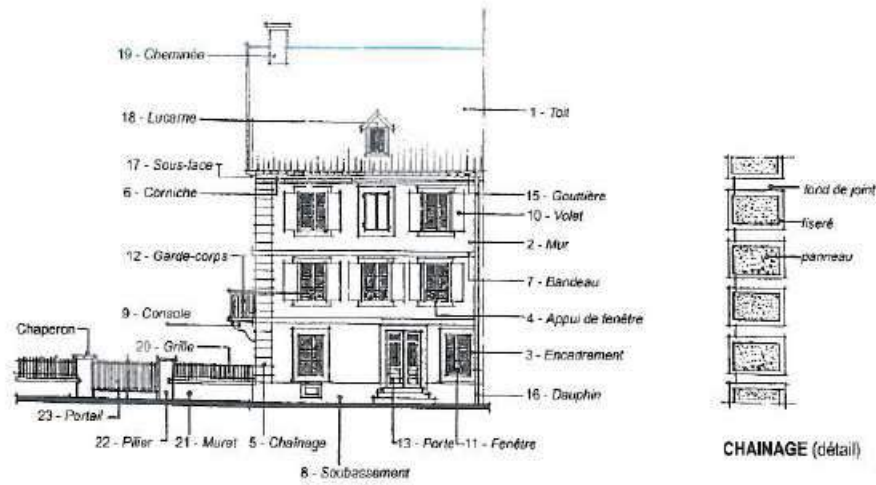 19 - Cheminée
18 - Lucarne
1 - Toit
17 - Sous-face
6 - Corniche
15 - Gouttière
10 - Volet
2 - Mur
12 - Garde-corps
7 - Bandeau
9 - Console
4 - Appui de fenêtre
Chaperon
20 - Grille
3 - Encadrement
16 - Dauphin
23 - Portail
22 - Pilier
21 - Muret
5 - Chaînage
13 - Porte
11 - Fenêtre
8 - Soubassement
fond de joint
liseré
panneau
CHAINAGE (détail)